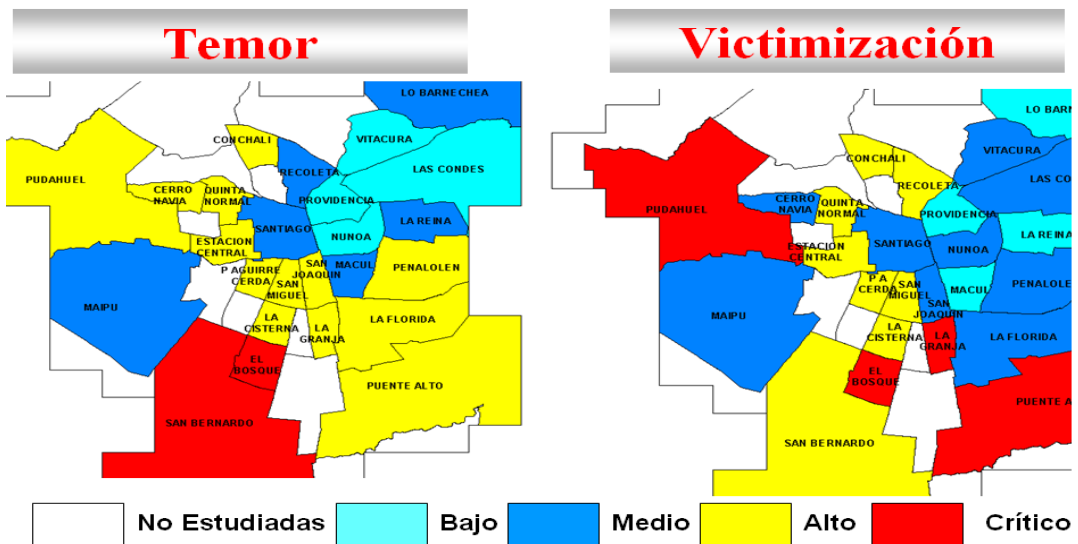 Temor
Victimización
LO BARNECHEA
CONCHALI
VITACURA
RECOLETA
LAS CONDES
PUDAHUEL
CERRO
NAVIA
QUINTA
NORMAL
PROVIDENCIA
LA REINA
SANTIAGO
NUNOA
ESTACION
CENTRAL
P AGUIRRE
CERDA
SAN
JOAQUIN
MACUL
PENALOLEN
SAN
MIGUEL
MAIPU
LA
CISTERNA
LA
GRANJA
LA FLORIDA
EL
BOSQUE
PUENTE ALTO
SAN BERNARDO
LO BARN
VITACURA
CONCHALI
LAS CO
RECOLETA
PUDAHUEL
CERRO
NAVIA
QUINTA
NORMAL
PROVIDENCIA
LA REINA
ESTACION
CENTRAL
SANTIAGO
NUNOA
P A
CERDA
SAN
MIGUEL
MACUL
PENALOLE
SAN
JOAQUIN
MAIPU
LA
CISTERNA
LA
GRANJA
LA FLORIDA
EL
BOSQUE
PUENTE A
SAN BERNARDO
No Estudiadas
Bajo
Medio
Alto
Crítico